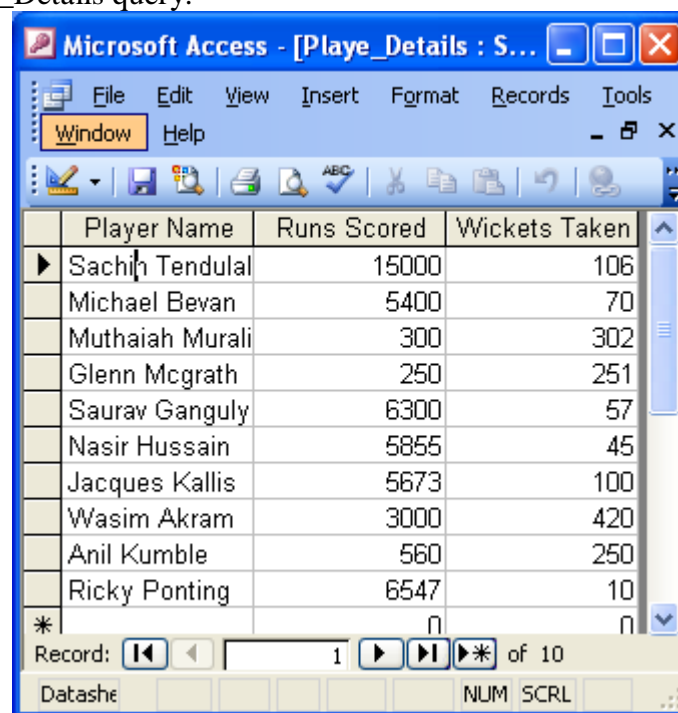 _Details query.
Microsoft Access - [Playe_Details : S...
File Edit View Insert Format Records Tools
Window Help
ABC
Player Name Runs Scored Wickets Taken
Sachin Tendulal 15000 106
Michael Bevan 5400 70
Muthaiah Murali 300 302
Glenn Mcgrath 250 251
Saurav Ganguly 6300 57
Nasir Hussain 5855 45
Jacques Kallis 5673 100
Wasim Akram 3000 420
Anil Kumble 560 250
Ricky Ponting 6547 10
* 0 0
Record: 1 of 10
Datashe NUM SCRL